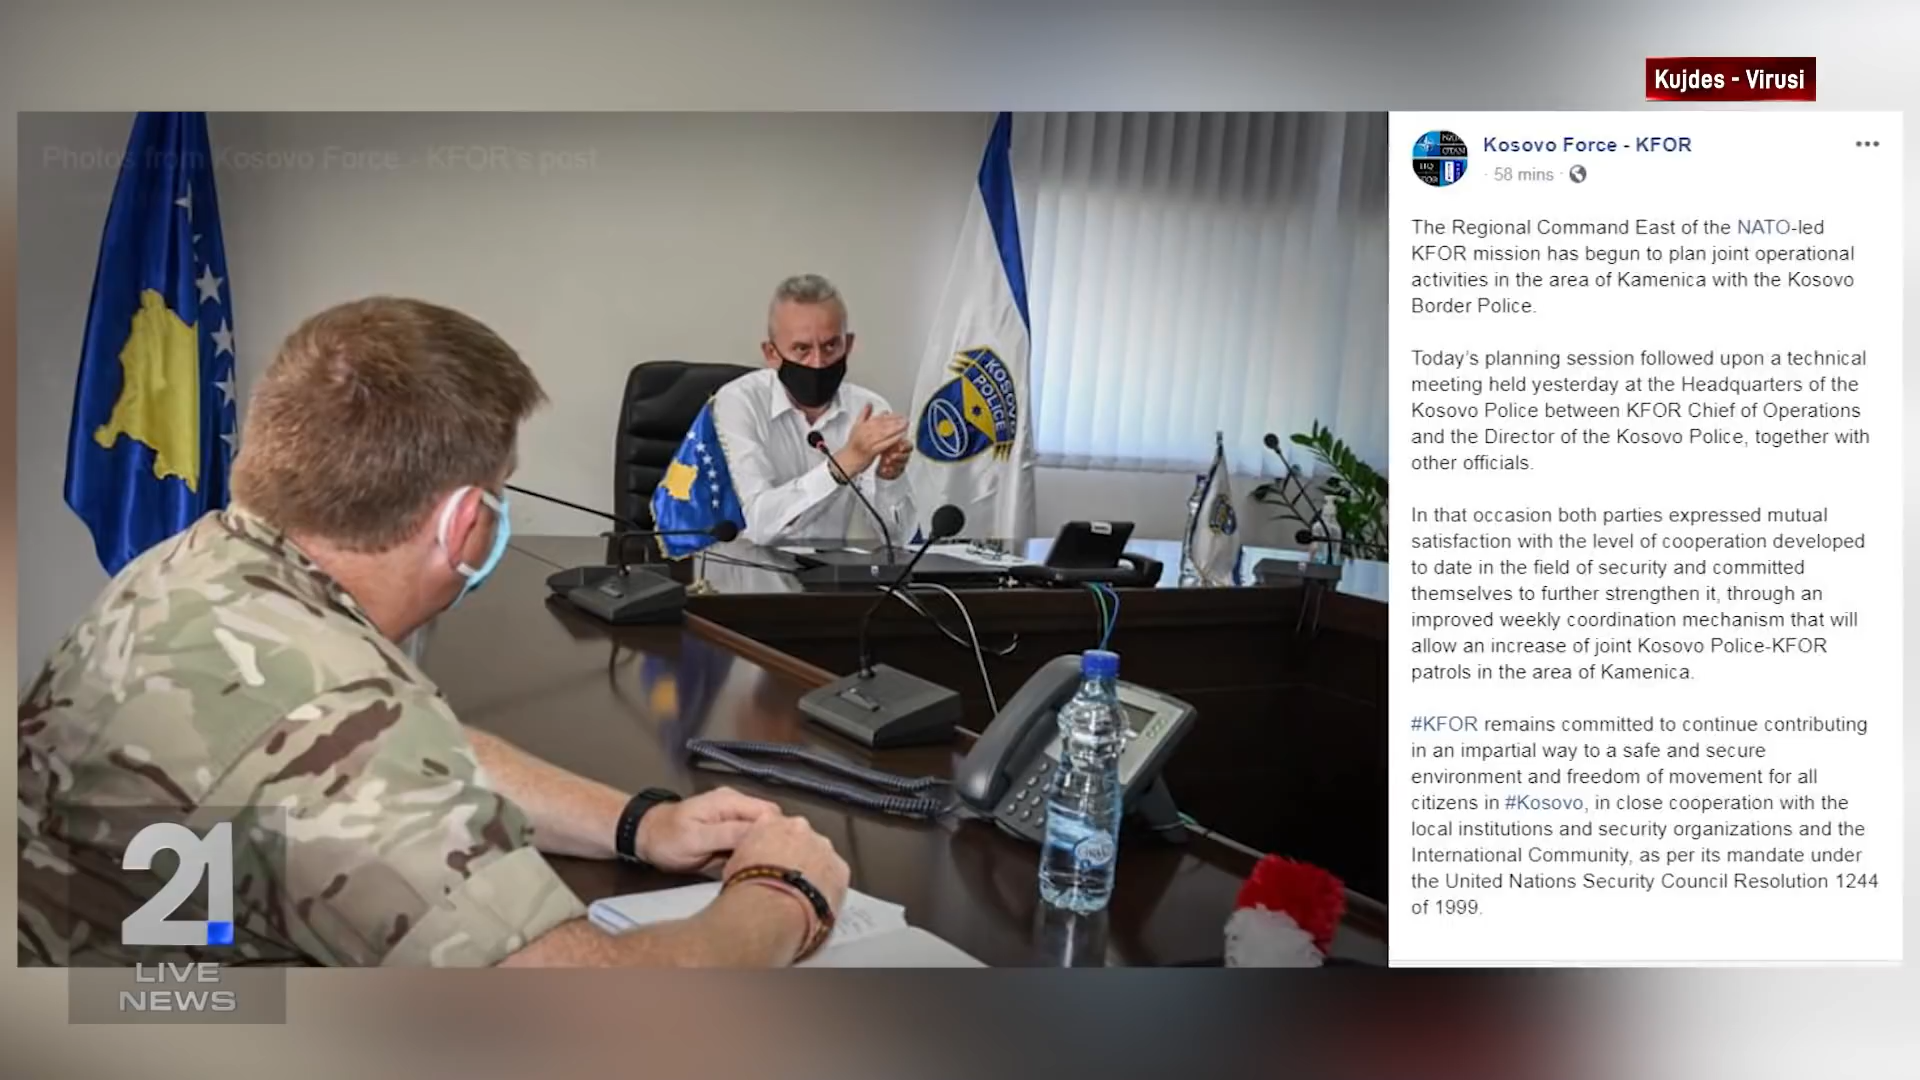 Kujdes - Virusi
Photos from Kosovo Force - KFOR's post
KOSOVO
POLICE
21
LIVE
NEWS
Kosovo Force - KFOR
· 58 mins ·
The Regional Command East of the NATO-led
KFOR mission has begun to plan joint operational
activities in the area of Kamenica with the Kosovo
Border Police.
Today's planning session followed upon a technical
meeting held yesterday at the Headquarters of the
Kosovo Police between KFOR Chief of Operations
and the Director of the Kosovo Police, together with
other officials.
In that occasion both parties expressed mutual
satisfaction with the level of cooperation developed
to date in the field of security and committed
themselves to further strengthen it, through an
improved weekly coordination mechanism that will
allow an increase of joint Kosovo Police-KFOR
patrols in the area of Kamenica.
#KFOR remains committed to continue contributing
in an impartial way to a safe and secure
environment and freedom of movement for all
citizens in #Kosovo, in close cooperation with the
local institutions and security organizations and the
International Community, as per its mandate under
the United Nations Security Council Resolution 1244
of 1999.